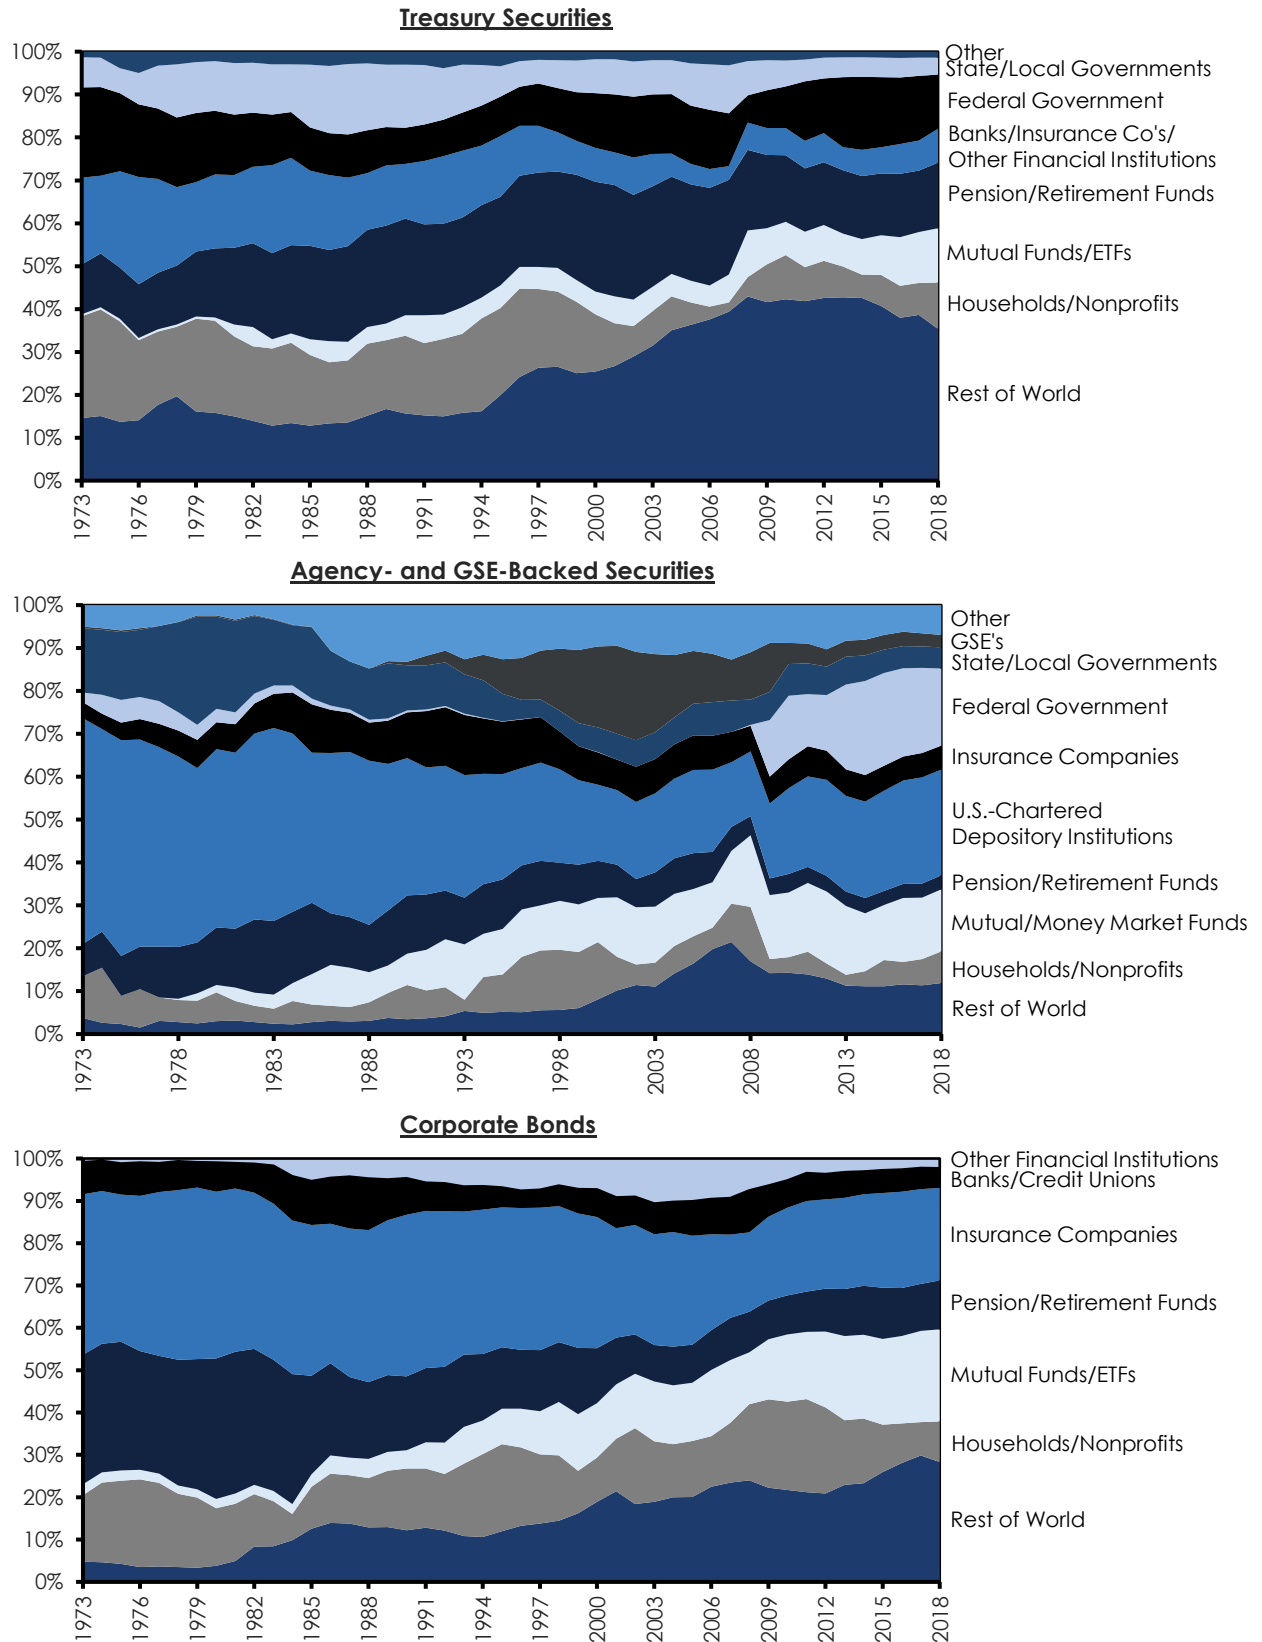 Treasury Securities
100%
90%
80%
70%
60%
50%
40%
30%
20%
10%
0%
Other
State/Local Governments
Federal Government
Banks/Insurance Co's/
Other Financial Institutions
Pension/Retirement Funds
Mutual Funds/ETFs
Households/Nonprofits
Rest of World
1973
1976
1979
1982
1985
1988
1991
1994
1997
2000
2003
2006
2009
2012
2015
2018
Agency- and GSE-Backed Securities
100%
90%
80%
70%
60%
50%
40%
30%
20%
10%
0%
Other
GSE's
State/Local Governments
Federal Government
Insurance Companies
U.S.-Chartered
Depository Institutions
Pension/Retirement Funds
Mutual/Money Market Funds
Households/Nonprofits
Rest of World
1973
1978
1983
1988
1993
1998
2003
2008
2013
2018
Corporate Bonds
100%
90%
80%
70%
60%
50%
40%
30%
20%
10%
0%
Other Financial Institutions
Banks/Credit Unions
Insurance Companies
Pension/Retirement Funds
Mutual Funds/ETFs
Households/Nonprofits
Rest of World
1973
1976
1979
1982
1985
1988
1991
1994
1997
2000
2003
2006
2009
2012
2015
2018